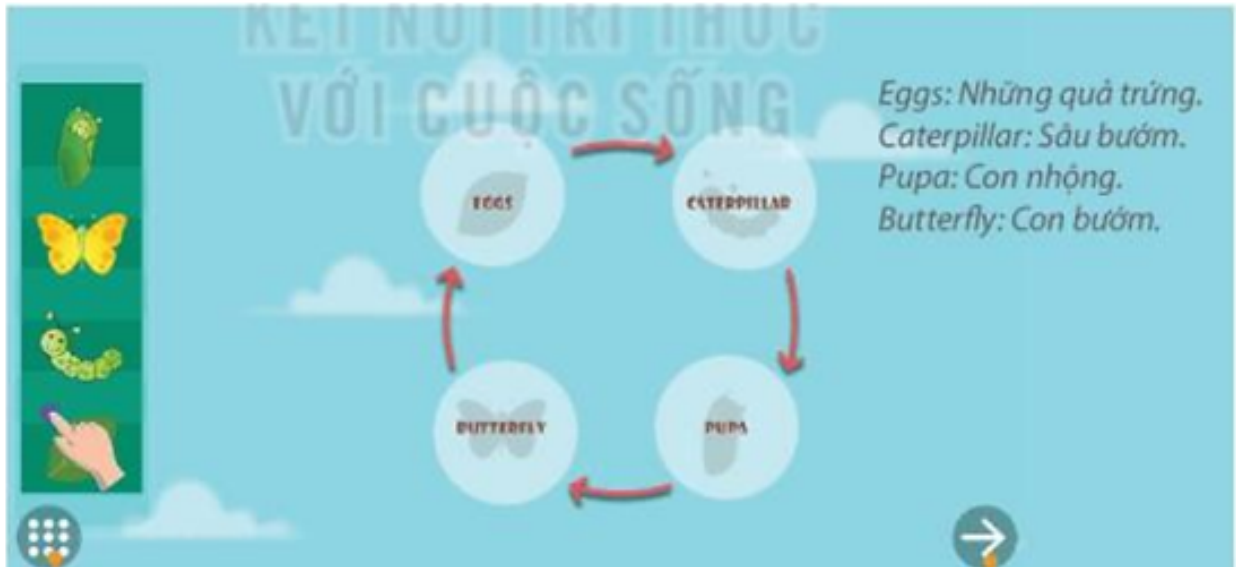 KẾT NỐI TRI THỨC
VỚI CUỘC SỐNG
Eggs: Những quả trứng.
Caterpillar: Sâu bướm.
Pupa: Con nhộng.
Butterfly: Con bướm.
EGGS
CATERPILLAR
BUTTERFLY
PUPA